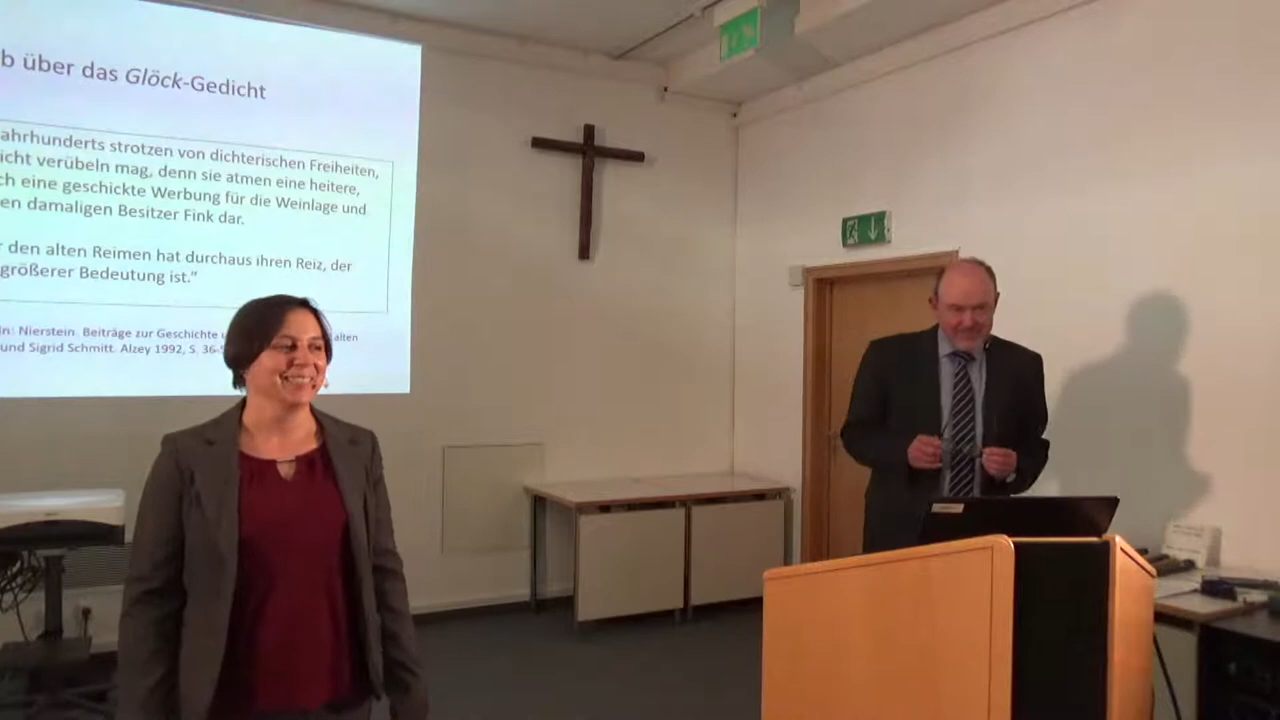 b über das Glöck-Gedicht
ahrhunderts strotzen von dichterischen Freiheiten,
icht verübeln mag, denn sie atmen eine heitere,
ch eine geschickte Werbung für die Weinlage und
en damaligen Besitzer Fink dar.
r den alten Reimen hat durchaus ihren Reiz, der
größerer Bedeutung ist."
In: Nierstein. Beiträge zur Geschichte alten
und Sigrid Schmitt. Alzey 1992, S. 36-